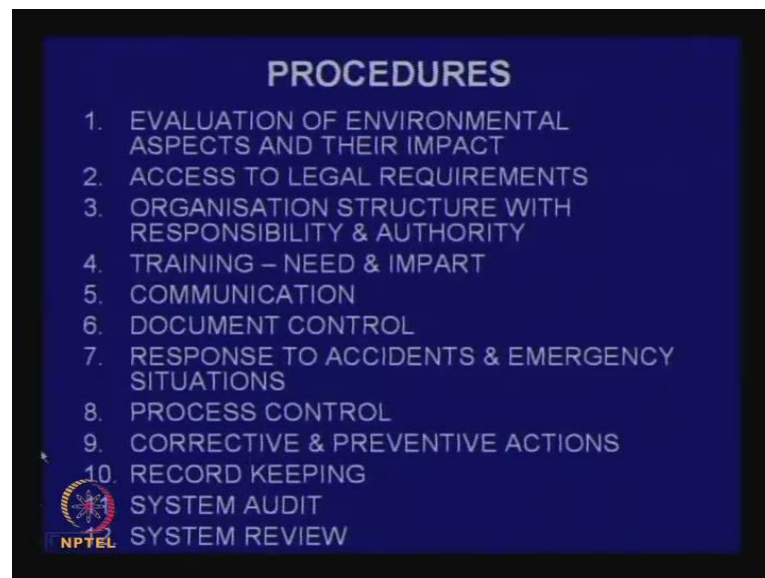 PROCEDURES
1. EVALUATION OF ENVIRONMENTAL
ASPECTS AND THEIR IMPACT
2. ACCESS TO LEGAL REQUIREMENTS
3. ORGANISATION STRUCTURE WITH
RESPONSIBILITY & AUTHORITY
4. TRAINING – NEED & IMPART
5. COMMUNICATION
6. DOCUMENT CONTROL
7. RESPONSE TO ACCIDENTS & EMERGENCY
SITUATIONS
8. PROCESS CONTROL
9. CORRECTIVE & PREVENTIVE ACTIONS
10. RECORD KEEPING
SYSTEM AUDIT
12. SYSTEM REVIEW
NPTEL